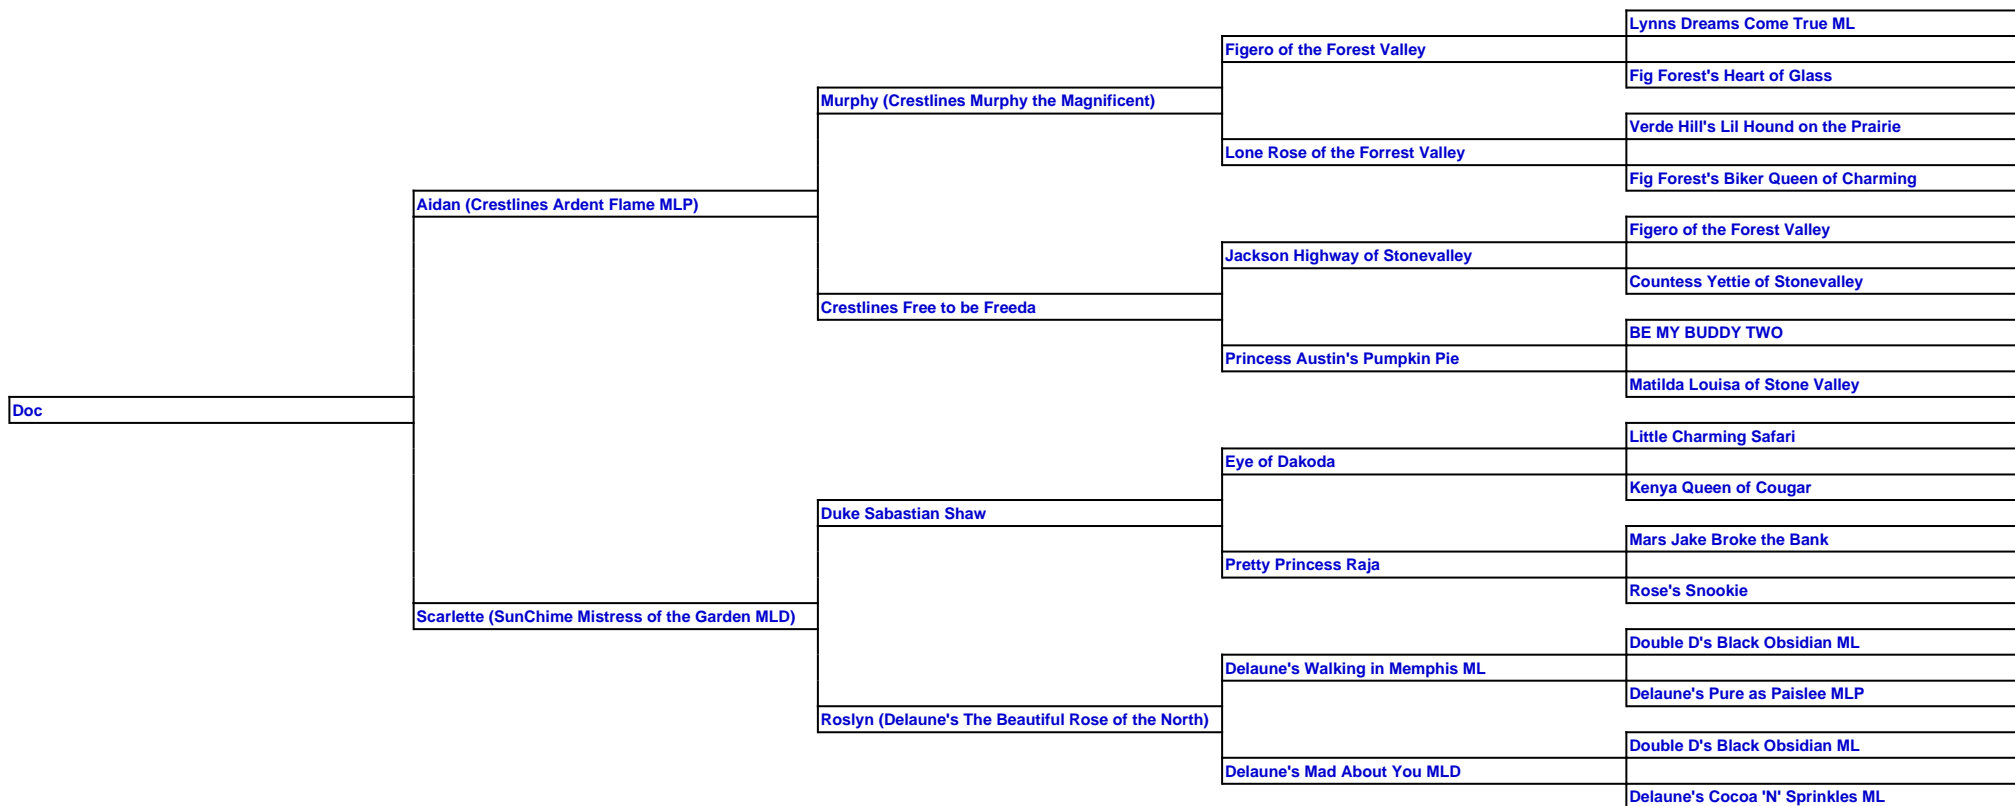 Lynns Dreams Come True ML
Figero of the Forest Valley
Fig Forest's Heart of Glass
Murphy (Crestlines Murphy the Magnificent)
Verde Hill's Lil Hound on the Prairie
Lone Rose of the Forrest Valley
Fig Forest's Biker Queen of Charming
Aidan (Crestlines Ardent Flame MLP)
Figero of the Forest Valley
Jackson Highway of Stonevalley
Countess Yettie of Stonevalley
Crestlines Free to be Freeda
BE MY BUDDY TWO
Princess Austin's Pumpkin Pie
Matilda Louisa of Stone Valley
Doc
Little Charming Safari
Eye of Dakoda
Kenya Queen of Cougar
Duke Sabastian Shaw
Mars Jake Broke the Bank
Pretty Princess Raja
Rose's Snookie
Scarlette (SunChime Mistress of the Garden MLD)
Double D's Black Obsidian ML
Delaune's Walking in Memphis ML
Delaune's Pure as Paislee MLP
Roslyn (Delaune's The Beautiful Rose of the North)
Double D's Black Obsidian ML
Delaune's Mad About You MLD
Delaune's Cocoa 'N' Sprinkles ML